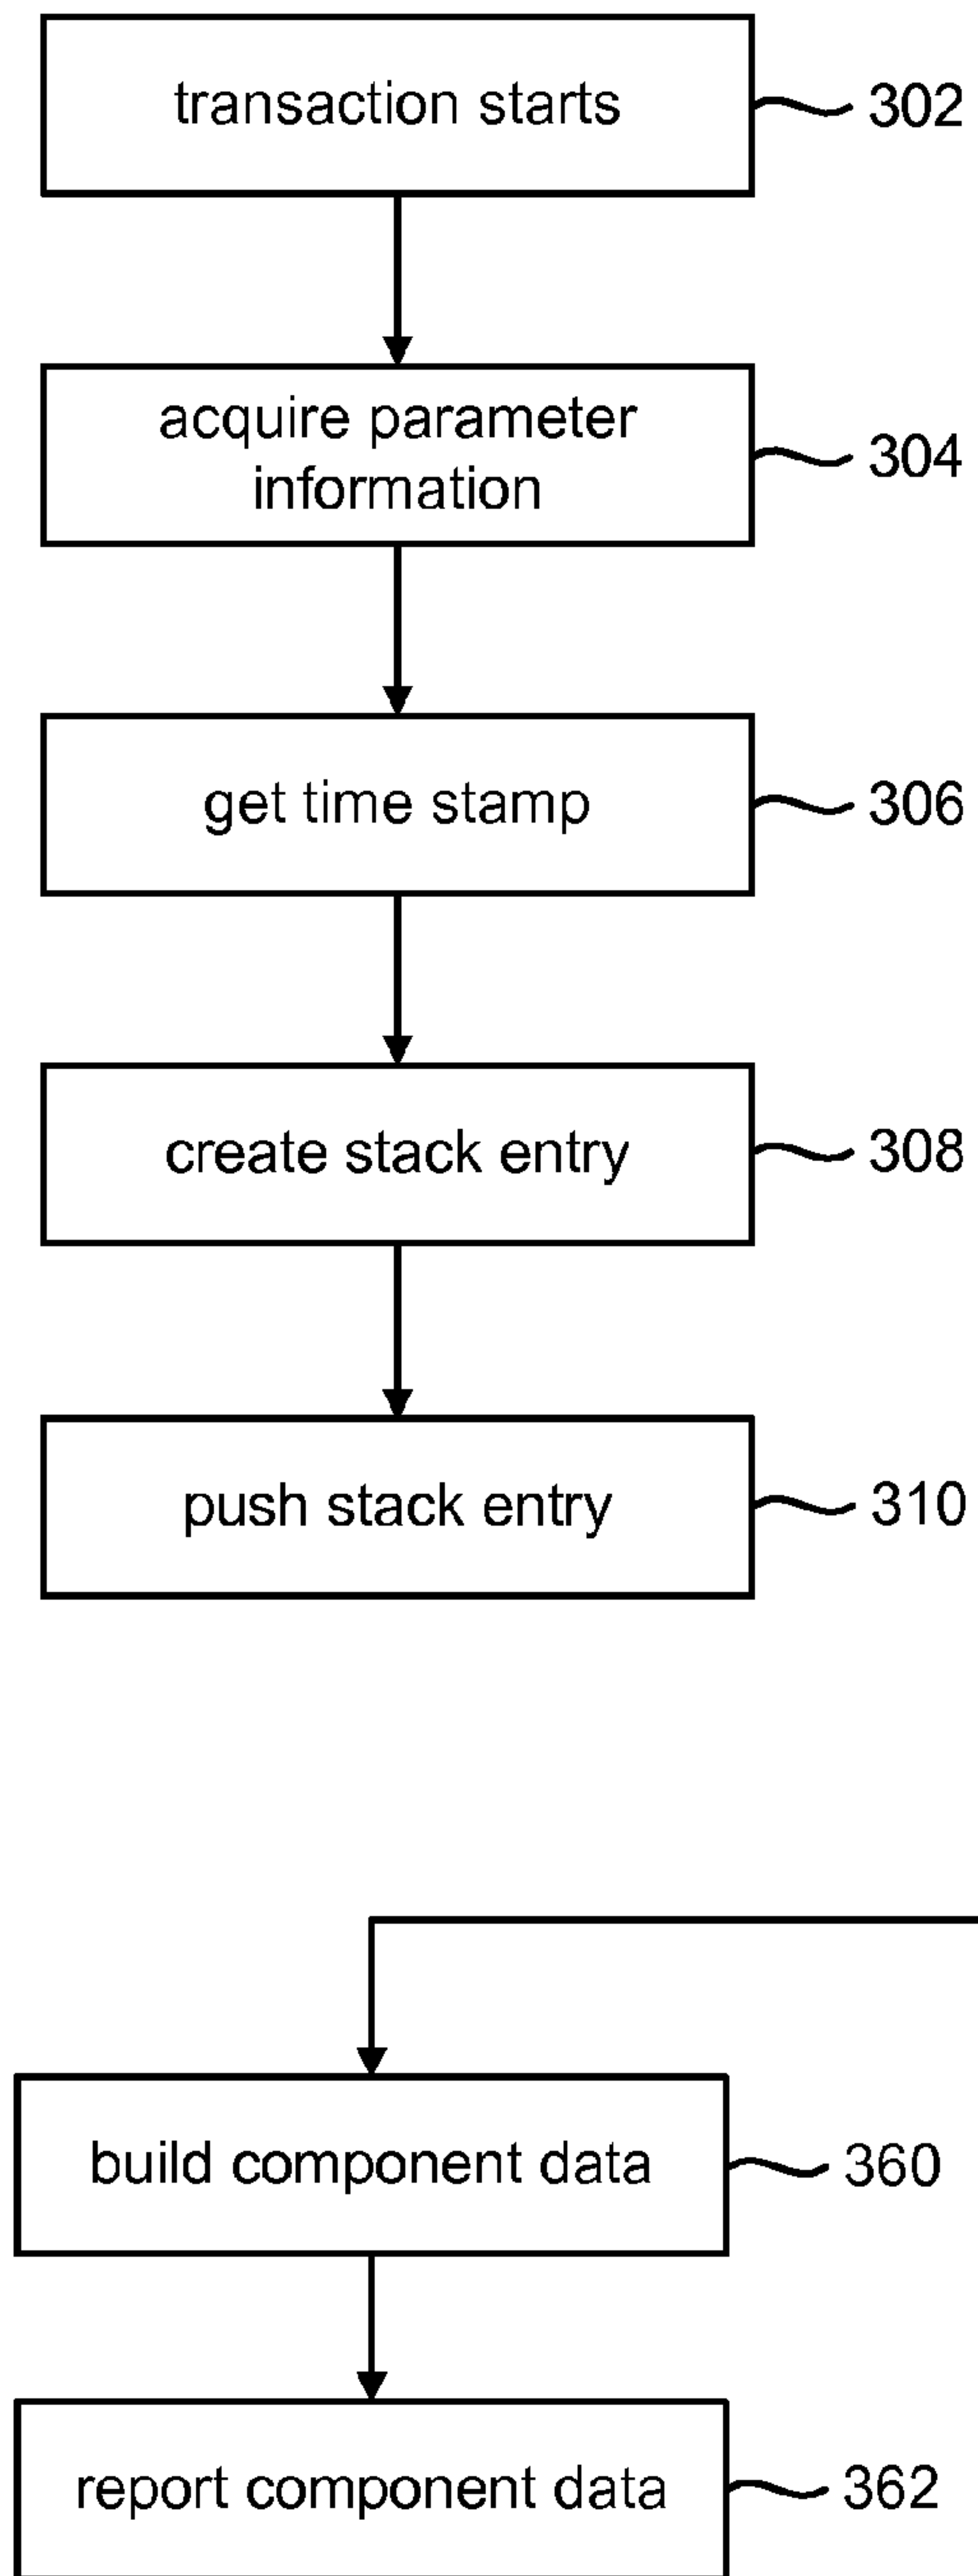 transaction starts
302
acquire parameter
information
304
get time stamp
306
create stack entry
308
push stack entry
310
build component data
360
report component data
362